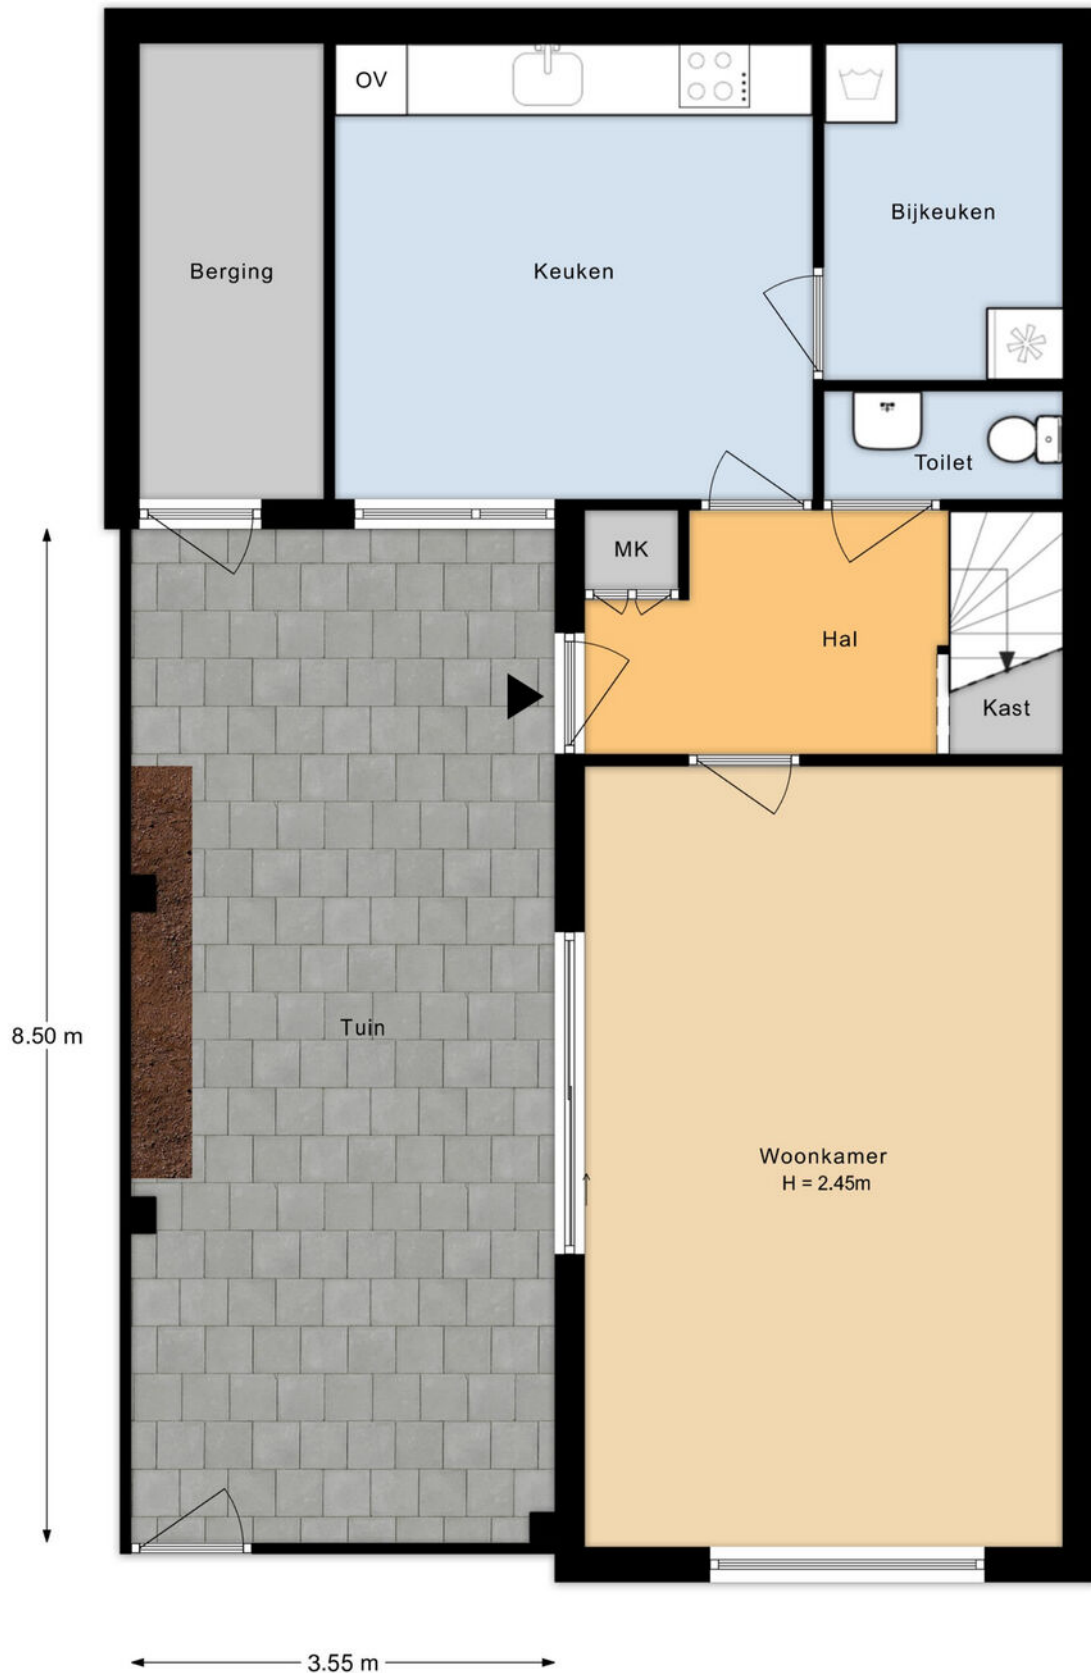 OV
Bijkeuken
Berging
Keuken
Toilet
MK
Hal
Kast
Tuin
8.50 m
Woonkamer
H = 2.45m
3.55 m